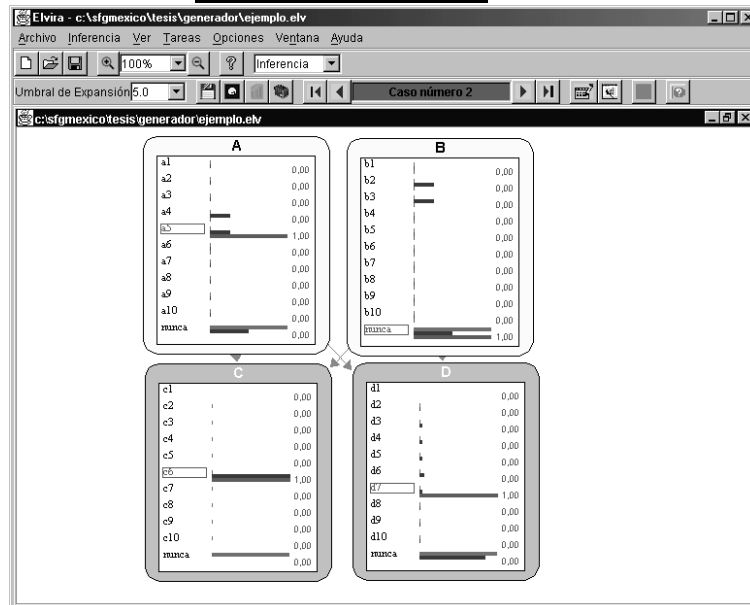 Elvira - c:\sfgmexico\tesis\generador\ejemplo.elv
Archivo Inferencia Ver Tareas Opciones Ventana Ayuda
100% Inferencia
Umbral de Expansión 5.0 Caso número 2
c:\sfgmexico\tesis\generador\ejemplo.elv
A
a1 0,00
a2 0,00
a3 0,00
a4 0,00
a5 1,00
a6 0,00
a7 0,00
a8 0,00
a9 0,00
a10 0,00
nunca 0,00
B
b1 0,00
b2 0,00
b3 0,00
b4 0,00
b5 0,00
b6 0,00
b7 0,00
b8 0,00
b9 0,00
b10 0,00
nunca 1,00
C
c1 0,00
c2 0,00
c3 0,00
c4 0,00
c5 0,00
c6 1,00
c7 0,00
c8 0,00
c9 0,00
c10 0,00
nunca 0,00
D
d1 0,00
d2 0,00
d3 0,00
d4 0,00
d5 0,00
d6 0,00
d7 1,00
d8 0,00
d9 0,00
d10 0,00
nunca 0,00